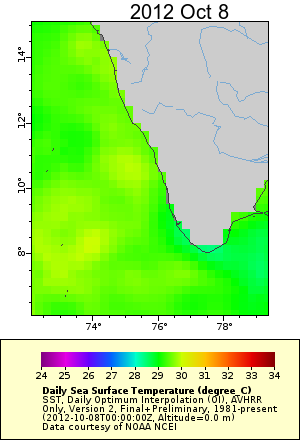 2012 Oct 8
14°
12°
10°
8°
74°
76°
78°
24 25 26 27 28 29 30 31 32 33 34
Daily Sea Surface Temperature (degree_C)
SST, Daily Optimum Interpolation (OI), AVHRR
Only, Version 2, Final+Preliminary, 1981-present
(2012-10-08T00:00:00Z, Altitude=0.0 m)
Data courtesy of NOAA NCEI